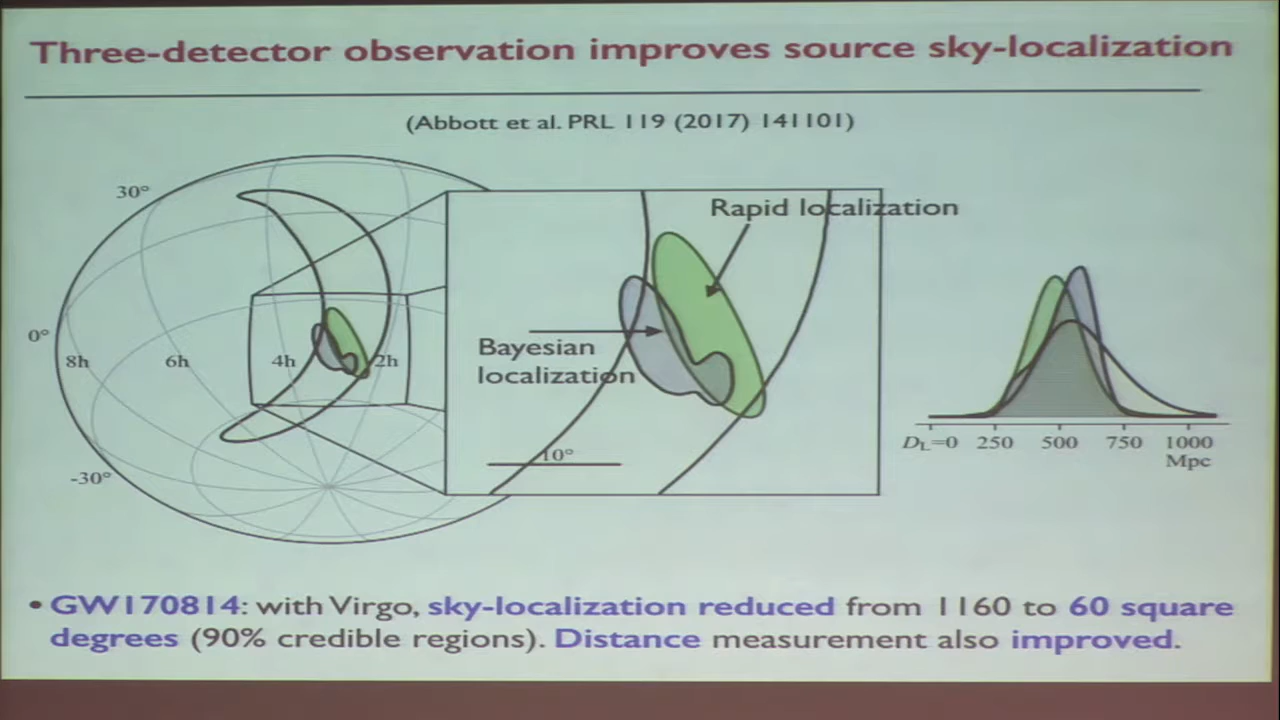 Three-detector observation improves source sky-localization
(Abbott et al. PRL 119 (2017) 141101)
30°
Rapid localization
0°
8h
6h
4h
2h
Bayesian
localization
10°
D_L=0
250
500
750
1000
Mpc
-30°
• GW170814: with Virgo, sky-localization reduced from 1160 to 60 square
degrees (90% credible regions). Distance measurement also improved.